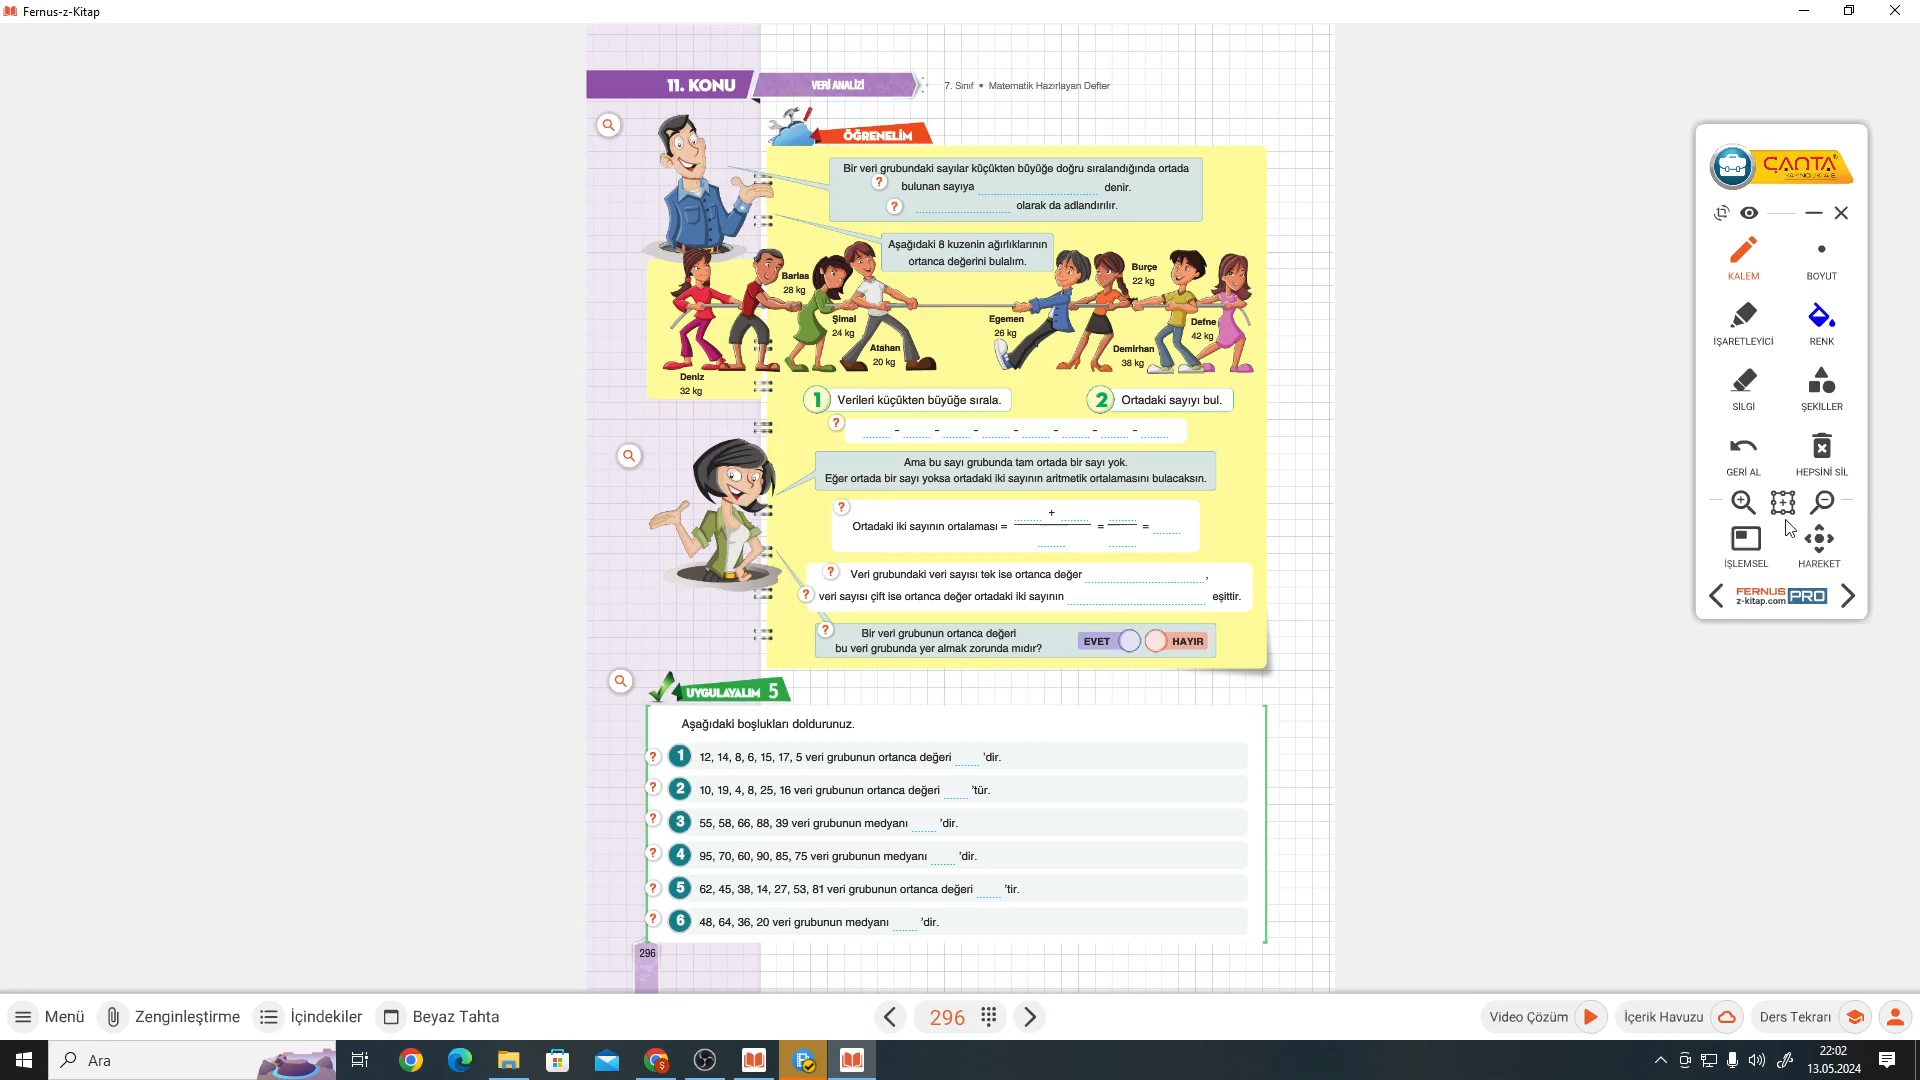 Fernus-z-Kitap
11. KONU
VERİ ANALİZİ
7. Sınıf • Matematik Hazırlayan Defter
ÖĞRENELİM
Bir veri grubundaki sayılar küçükten büyüğe doğru sıralandığında ortada
? bulunan sayıya denir.
? olarak da adlandırılır.
Aşağıdaki 8 kuzenin ağırlıklarının
ortanca değerini bulalım.
Barlas
28 kg
Burçe
22 kg
Şimal
24 kg
Egemen
26 kg
Defne
42 kg
Atahan
20 kg
Demirhan
38 kg
Deniz
32 kg
1 Verileri küçükten büyüğe sırala.
2 Ortadaki sayıyı bul.
? - - - - - - -
Ama bu sayı grubunda tam ortada bir sayı yok.
Eğer ortada bir sayı yoksa ortadaki iki sayının aritmetik ortalamasını bulacaksın.
? Ortadaki iki sayının ortalaması = + = =
? Veri grubundaki veri sayısı tek ise ortanca değer ,
? veri sayısı çift ise ortanca değer ortadaki iki sayının eşittir.
? Bir veri grubunun ortanca değeri
bu veri grubunda yer almak zorunda mıdır?
EVET HAYIR
UYGULAYALIM 5
Aşağıdaki boşlukları doldurunuz.
? 1 12, 14, 8, 6, 15, 17, 5 veri grubunun ortanca değeri 'dir.
? 2 10, 19, 4, 8, 25, 16 veri grubunun ortanca değeri 'tür.
? 3 55, 58, 66, 88, 39 veri grubunun medyanı 'dir.
? 4 95, 70, 60, 90, 85, 75 veri grubunun medyanı 'dir.
? 5 62, 45, 38, 14, 27, 53, 81 veri grubunun ortanca değeri 'tir.
? 6 48, 64, 36, 20 veri grubunun medyanı 'dir.
296
ÇANTA
YAYINCILIK A.Ş.
KALEM BOYUT
İŞARETLEYİCİ RENK
SİLGİ ŞEKİLLER
GERİ AL HEPSİNİ SİL
İŞLEMSEL HAREKET
FERNUS
z-kitap.com PRO
Menü Zenginleştirme İçindekiler Beyaz Tahta
296
Video Çözüm İçerik Havuzu Ders Tekrarı
Ara
22:02
13.05.2024